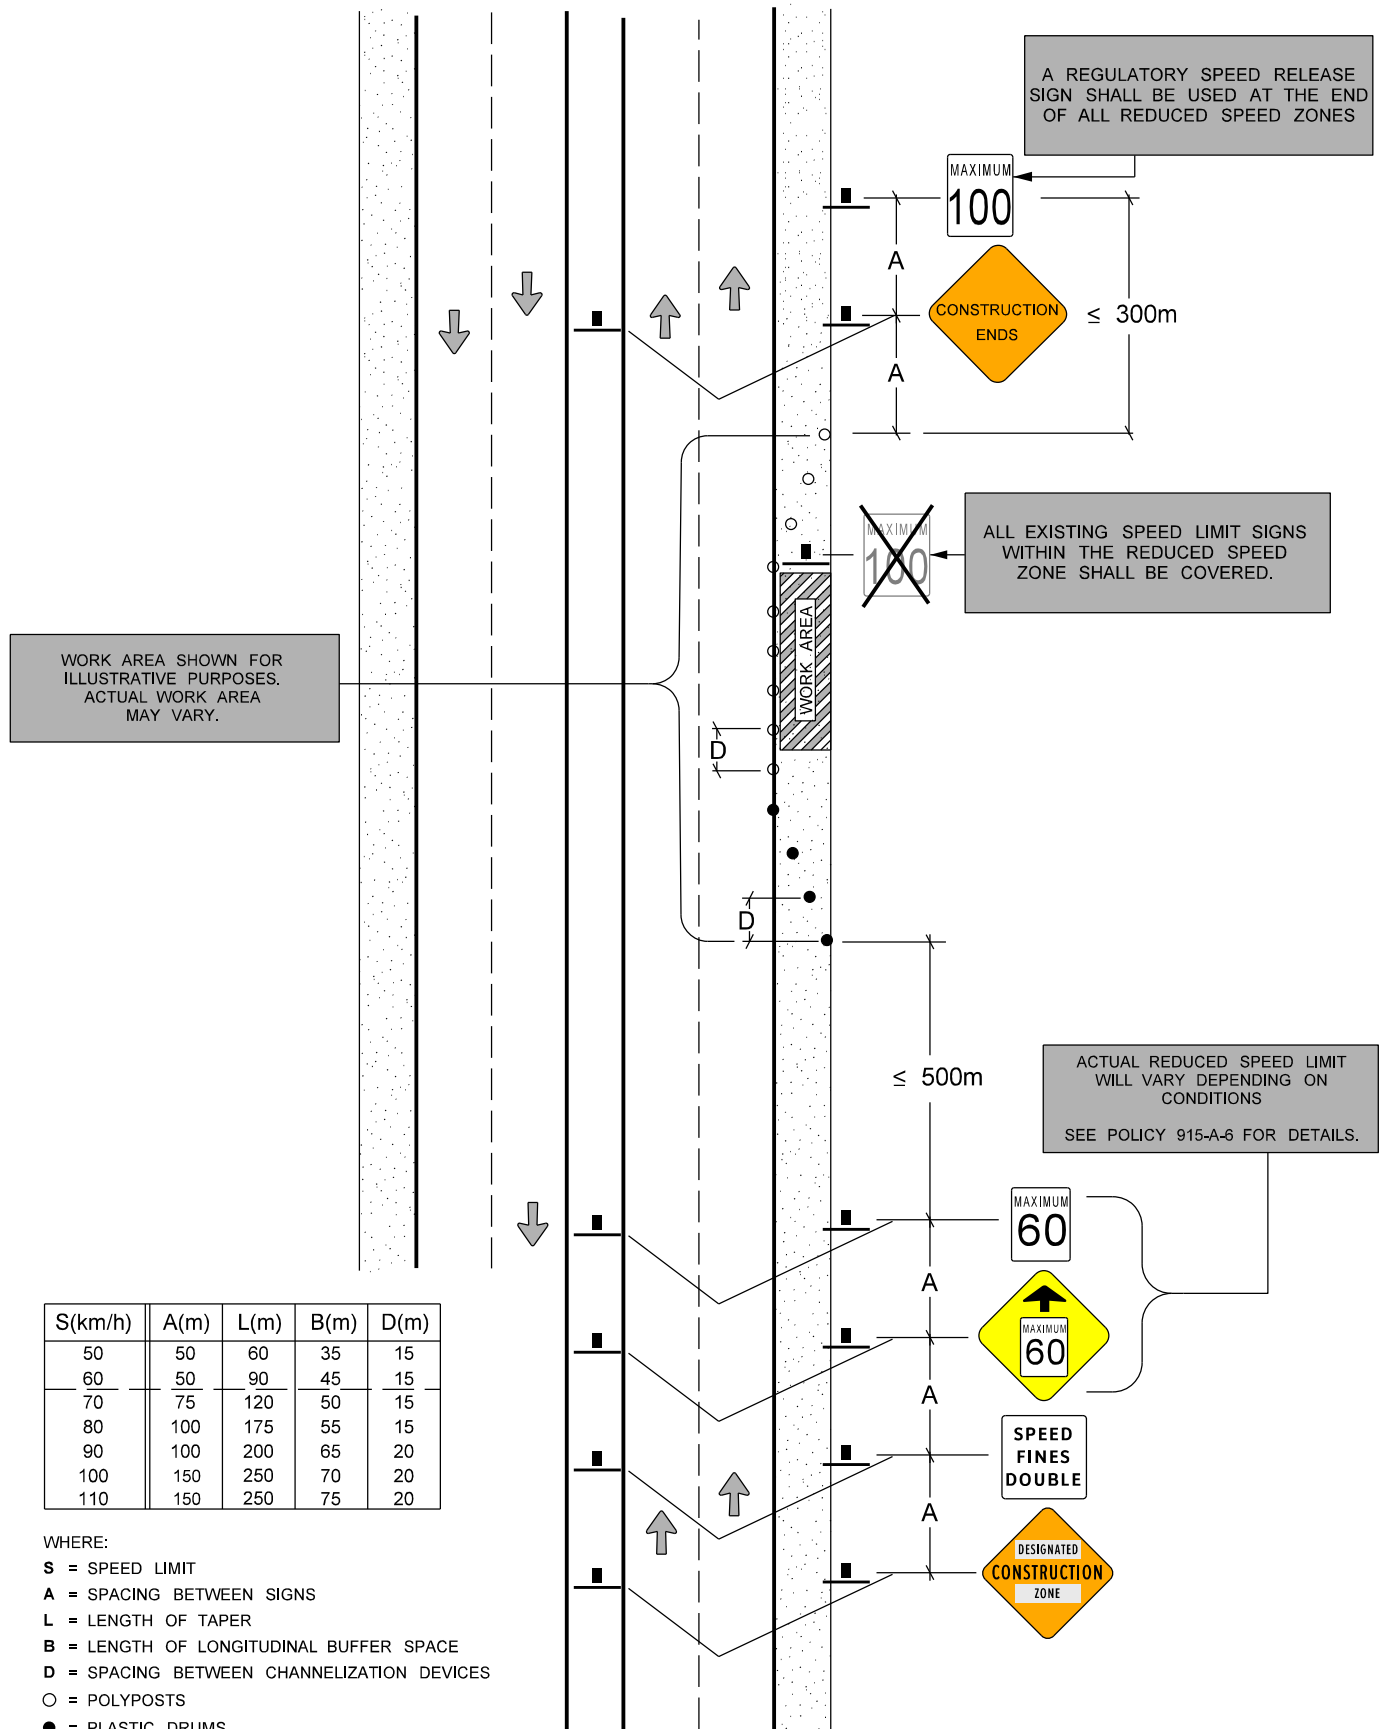 A REGULATORY SPEED RELEASE
SIGN SHALL BE USED AT THE END
OF ALL REDUCED SPEED ZONES
MAXIMUM
100
A
CONSTRUCTION
ENDS
≤ 300m
A
MAXIMUM
100
ALL EXISTING SPEED LIMIT SIGNS
WITHIN THE REDUCED SPEED
ZONE SHALL BE COVERED.
WORK AREA
WORK AREA SHOWN FOR
ILLUSTRATIVE PURPOSES.
ACTUAL WORK AREA
MAY VARY.
D
D
≤ 500m
ACTUAL REDUCED SPEED LIMIT
WILL VARY DEPENDING ON
CONDITIONS
SEE POLICY 915-A-6 FOR DETAILS.
MAXIMUM
60
A
MAXIMUM
60
A
SPEED
FINES
DOUBLE
A
DESIGNATED
CONSTRUCTION
ZONE
S(km/h) A(m) L(m) B(m) D(m)
50 50 60 35 15
60 50 90 45 15
70 75 120 50 15
80 100 175 55 15
90 100 200 65 20
100 150 250 70 20
110 150 250 75 20
WHERE:
S = SPEED LIMIT
A = SPACING BETWEEN SIGNS
L = LENGTH OF TAPER
B = LENGTH OF LONGITUDINAL BUFFER SPACE
D = SPACING BETWEEN CHANNELIZATION DEVICES
○ = POLYPOSTS
● = PLASTIC DRUMS